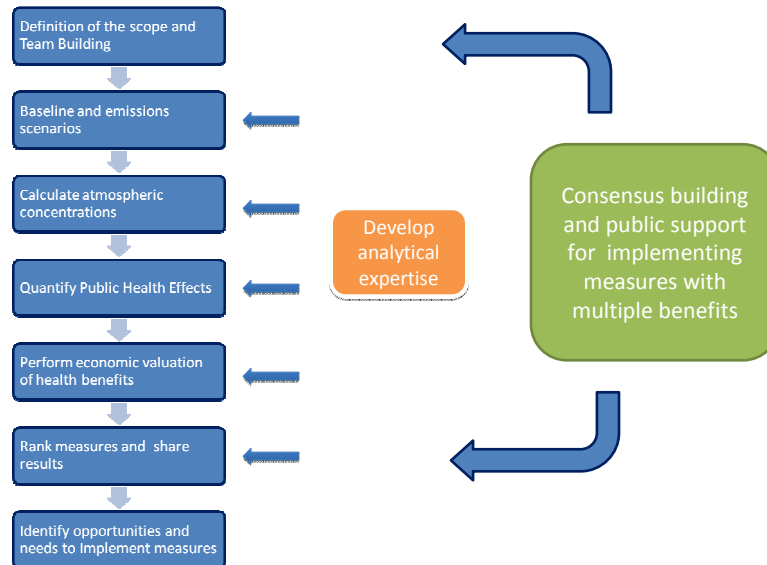 Definition of the scope and
Team Building
Baseline and emissions
scenarios
Calculate atmospheric
concentrations
Quantify Public Health Effects
Perform economic valuation
of health benefits
Rank measures and share
results
Identify opportunities and
needs to Implement measures
Develop
analytical
expertise
Consensus building
and public support
for implementing
measures with
multiple benefits